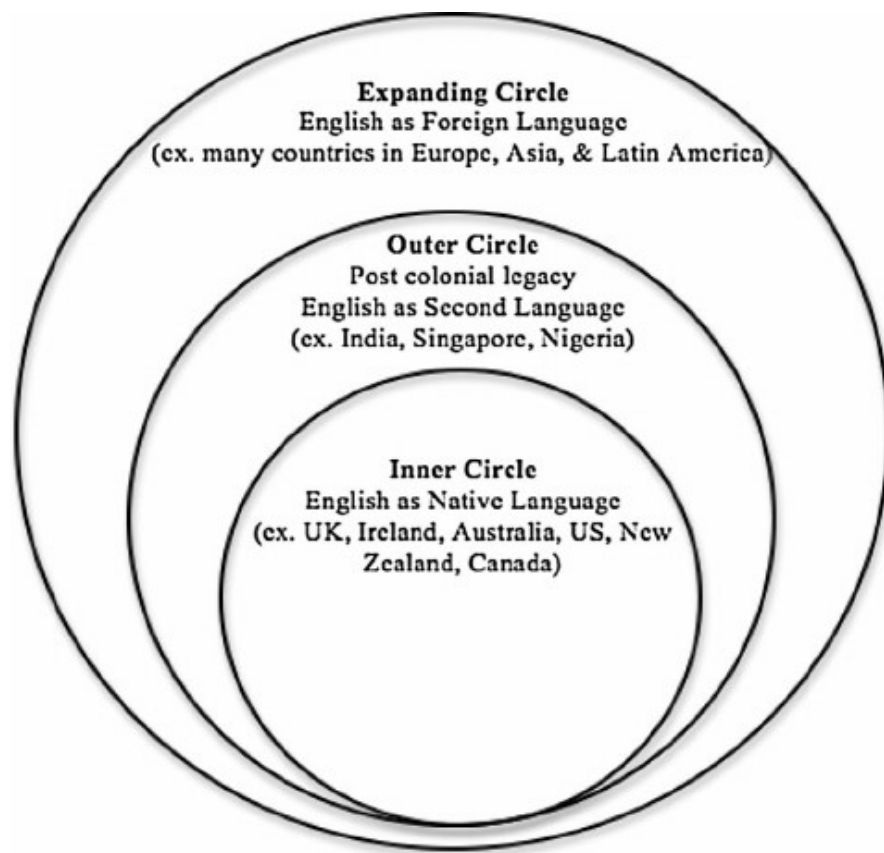 Expanding Circle
English as Foreign Language
(ex. many countries in Europe, Asia, & Latin America)
Outer Circle
Post colonial legacy
English as Second Language
(ex. India, Singapore, Nigeria)
Inner Circle
English as Native Language
(ex. UK, Ireland, Australia, US, New
Zealand, Canada)